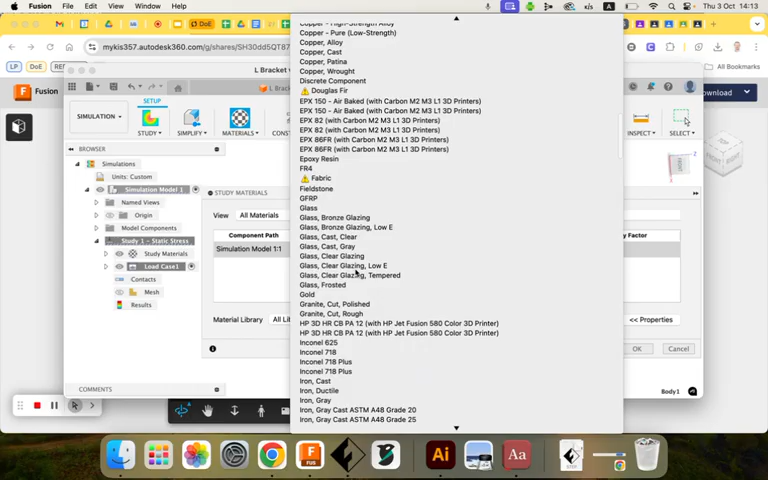 Import
File
Edit
View
Window
Thu 3 Oct 14:13
DoE
mykis357.autodesk360.com/g/shares/SH30dd5QT87
LP
DoE
All Bookmarks
Fusion
L Bracket
ownload
SETUP
SIMULATION
STUDY
SIMPLIFY
MATERIALS
INSPECT
SELECT
BROWSER
Simulations
Units: Custom
Simulation Model 1
Named Views
Origin
Model Components
Study 1 - Static Stress
Study Materials
Load Case1
Contacts
Mesh
Results
STUDY MATERIALS
View
All Materials
Component Path
Simulation Model 1:1
Material Library
<< Properties
OK
Cancel
COMMENTS
Body1
Copper - High-Strength Alloy
Copper - Pure (Low-Strength)
Copper, Alloy
Copper, Cast
Copper, Patina
Copper, Wrought
Discrete Component
Douglas Fir
EPX 150 - Air Baked (with Carbon M2 M3 L1 3D Printers)
EPX 150 - Air Baked (with Carbon M2 M3 L1 3D Printers)
EPX 82 (with Carbon M2 M3 L1 3D Printers)
EPX 82 (with Carbon M2 M3 L1 3D Printers)
EPX 86FR (with Carbon M2 M3 L1 3D Printers)
EPX 86FR (with Carbon M2 M3 L1 3D Printers)
Epoxy Resin
FR4
Fabric
Fieldstone
GFRP
Glass
Glass, Bronze Glazing
Glass, Bronze Glazing, Low E
Glass, Cast, Clear
Glass, Cast, Gray
Glass, Clear Glazing
Glass, Clear Glazing, Low E
Glass, Clear Glazing, Tempered
Glass, Frosted
Gold
Granite, Cut, Polished
Granite, Cut, Rough
HP 3D HR CB PA 12 (with HP Jet Fusion 580 Color 3D Printer)
HP 3D HR CB PA 12 (with HP Jet Fusion 580 Color 3D Printer)
Inconel 625
Inconel 718
Inconel 718 Plus
Inconel 718 Plus
Iron, Cast
Iron, Ductile
Iron, Gray
Iron, Gray Cast ASTM A48 Grade 20
Iron, Gray Cast ASTM A48 Grade 25